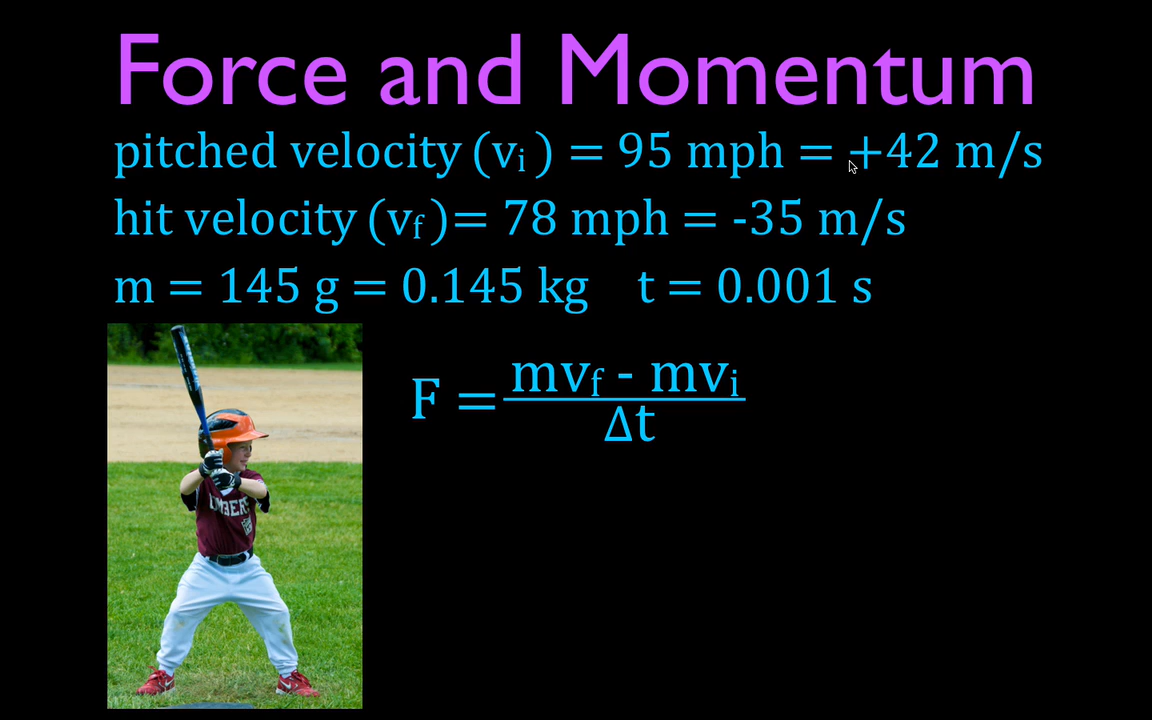 Force and Momentum
pitched velocity (vᵢ ) = 95 mph = +42 m/s
hit velocity (v_f )= 78 mph = -35 m/s
m = 145 g = 0.145 kg t = 0.001 s
F = (mv_f - mvᵢ) / Δt